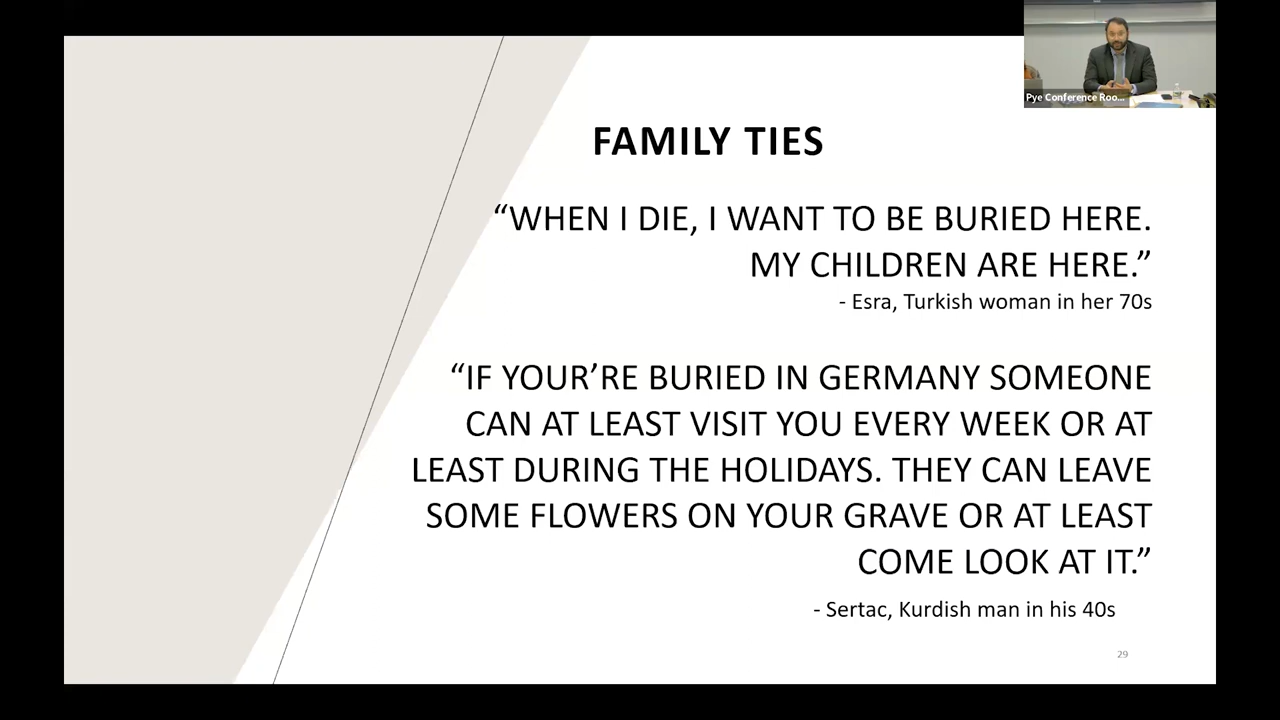 Pye Conference Roo...
FAMILY TIES
“WHEN I DIE, I WANT TO BE BURIED HERE.
MY CHILDREN ARE HERE.”
- Esra, Turkish woman in her 70s
“IF YOUR’RE BURIED IN GERMANY SOMEONE
CAN AT LEAST VISIT YOU EVERY WEEK OR AT
LEAST DURING THE HOLIDAYS. THEY CAN LEAVE
SOME FLOWERS ON YOUR GRAVE OR AT LEAST
COME LOOK AT IT.”
- Sertac, Kurdish man in his 40s
29